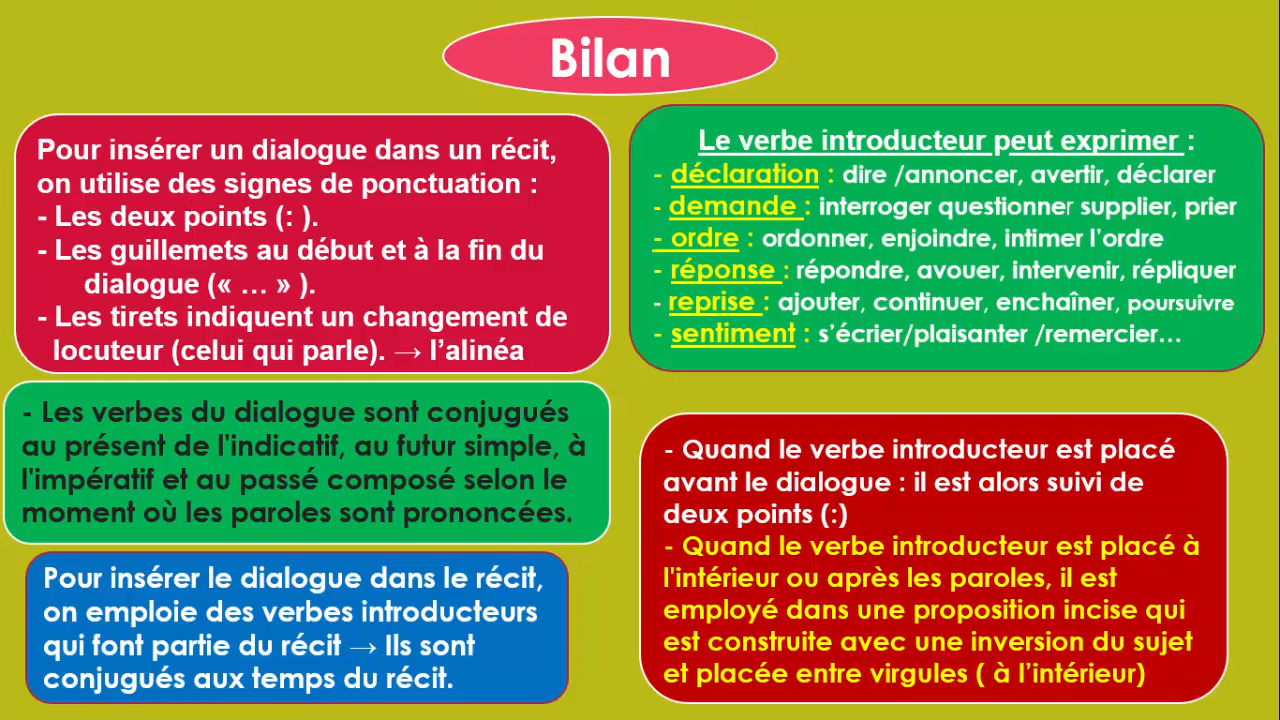 Bilan
Pour insérer un dialogue dans un récit,
on utilise des signes de ponctuation :
- Les deux points (: ).
- Les guillemets au début et à la fin du
dialogue (« … » ).
- Les tirets indiquent un changement de
locuteur (celui qui parle). → l’alinéa
- Les verbes du dialogue sont conjugués
au présent de l'indicatif, au futur simple, à
l'impératif et au passé composé selon le
moment où les paroles sont prononcées.
Pour insérer le dialogue dans le récit,
on emploie des verbes introducteurs
qui font partie du récit → Ils sont
conjugués aux temps du récit.
Le verbe introducteur peut exprimer :
- déclaration : dire /annoncer, avertir, déclarer
- demande : interroger questionner supplier, prier
- ordre : ordonner, enjoindre, intimer l’ordre
- réponse : répondre, avouer, intervenir, répliquer
- reprise : ajouter, continuer, enchaîner, poursuivre
- sentiment : s’écrier/plaisanter /remercier…
- Quand le verbe introducteur est placé
avant le dialogue : il est alors suivi de
deux points (:)
- Quand le verbe introducteur est placé à
l'intérieur ou après les paroles, il est
employé dans une proposition incise qui
est construite avec une inversion du sujet
et placée entre virgules ( à l’intérieur)